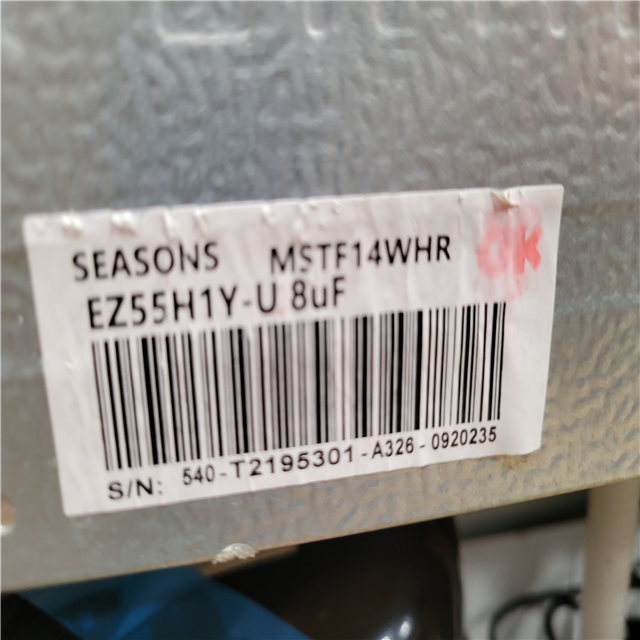 SEASONS MSTF14WHR
OK
EZ55H1Y-U 8uF
S/N: 540-T2195301-A326-0920235